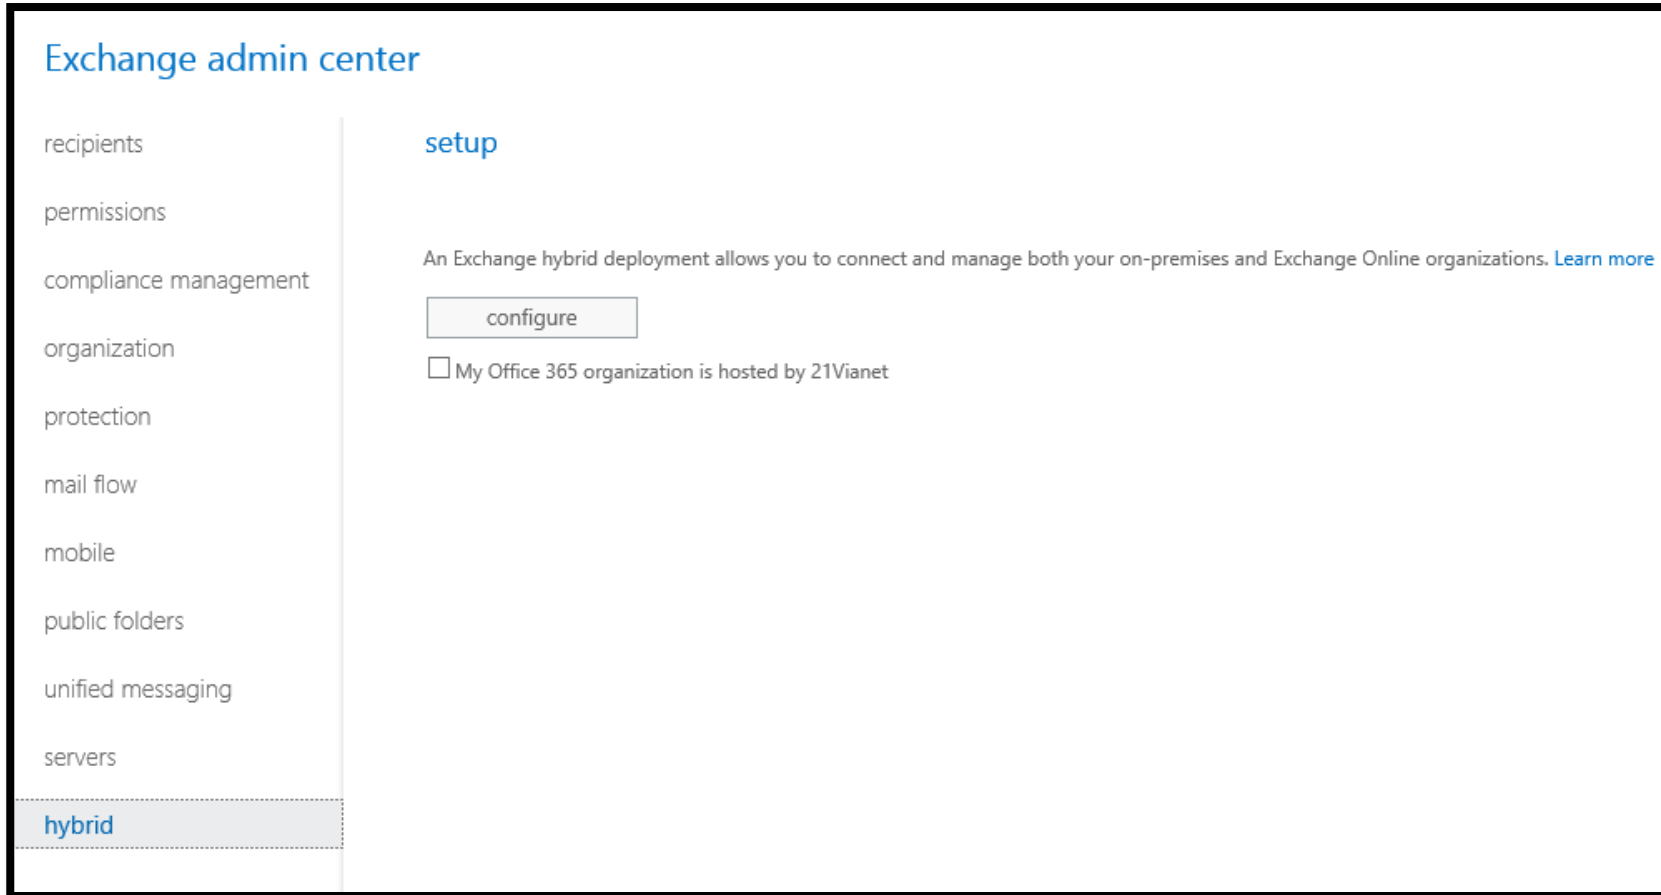 Exchange admin center
recipients
permissions
compliance management
organization
protection
mail flow
mobile
public folders
unified messaging
servers
hybrid
setup
An Exchange hybrid deployment allows you to connect and manage both your on-premises and Exchange Online organizations. Learn more
configure
My Office 365 organization is hosted by 21Vianet